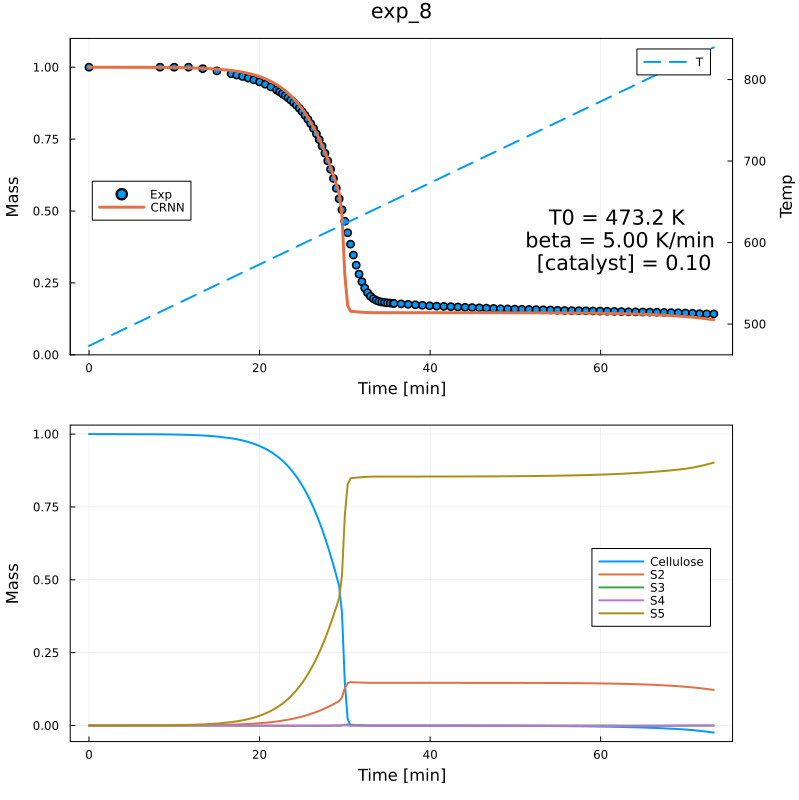 exp_8
1.00
0.75
0.50
0.25
0.00
Mass
T
800
700
600
500
Temp
Exp
CRNN
T0 = 473.2 K
beta = 5.00 K/min
[catalyst] = 0.10
0
20
40
60
Time [min]
1.00
0.75
0.50
0.25
0.00
Mass
Cellulose
S2
S3
S4
S5
0
20
40
60
Time [min]